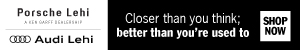 Porsche Lehi
A KEN GARFF DEALERSHIP
Audi Lehi
Closer than you think;
better than you're used to
SHOP
NOW